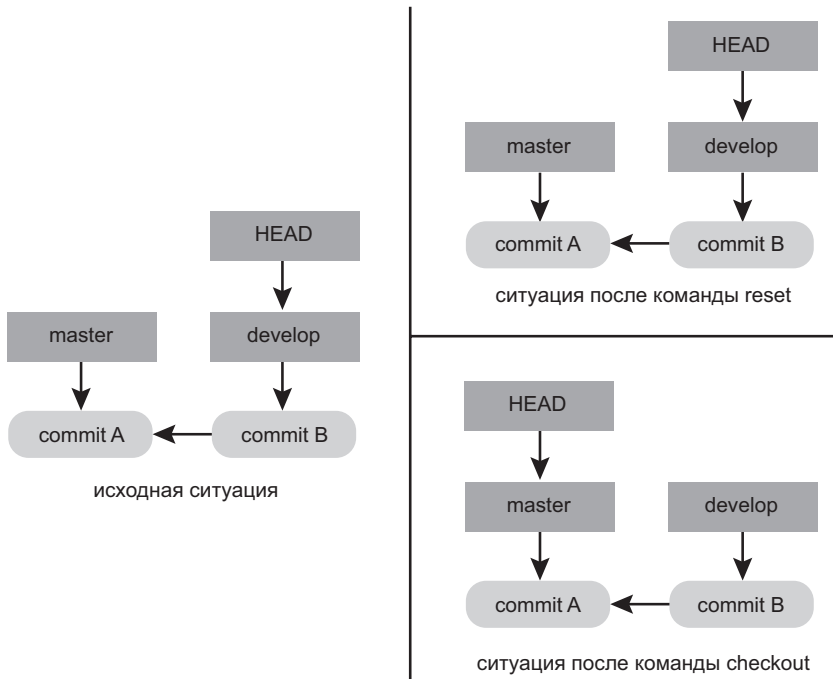 HEAD
master
develop
commit A
commit B
исходная ситуация
HEAD
master
develop
commit A
commit B
ситуация после команды reset
HEAD
master
develop
commit A
commit B
ситуация после команды checkout